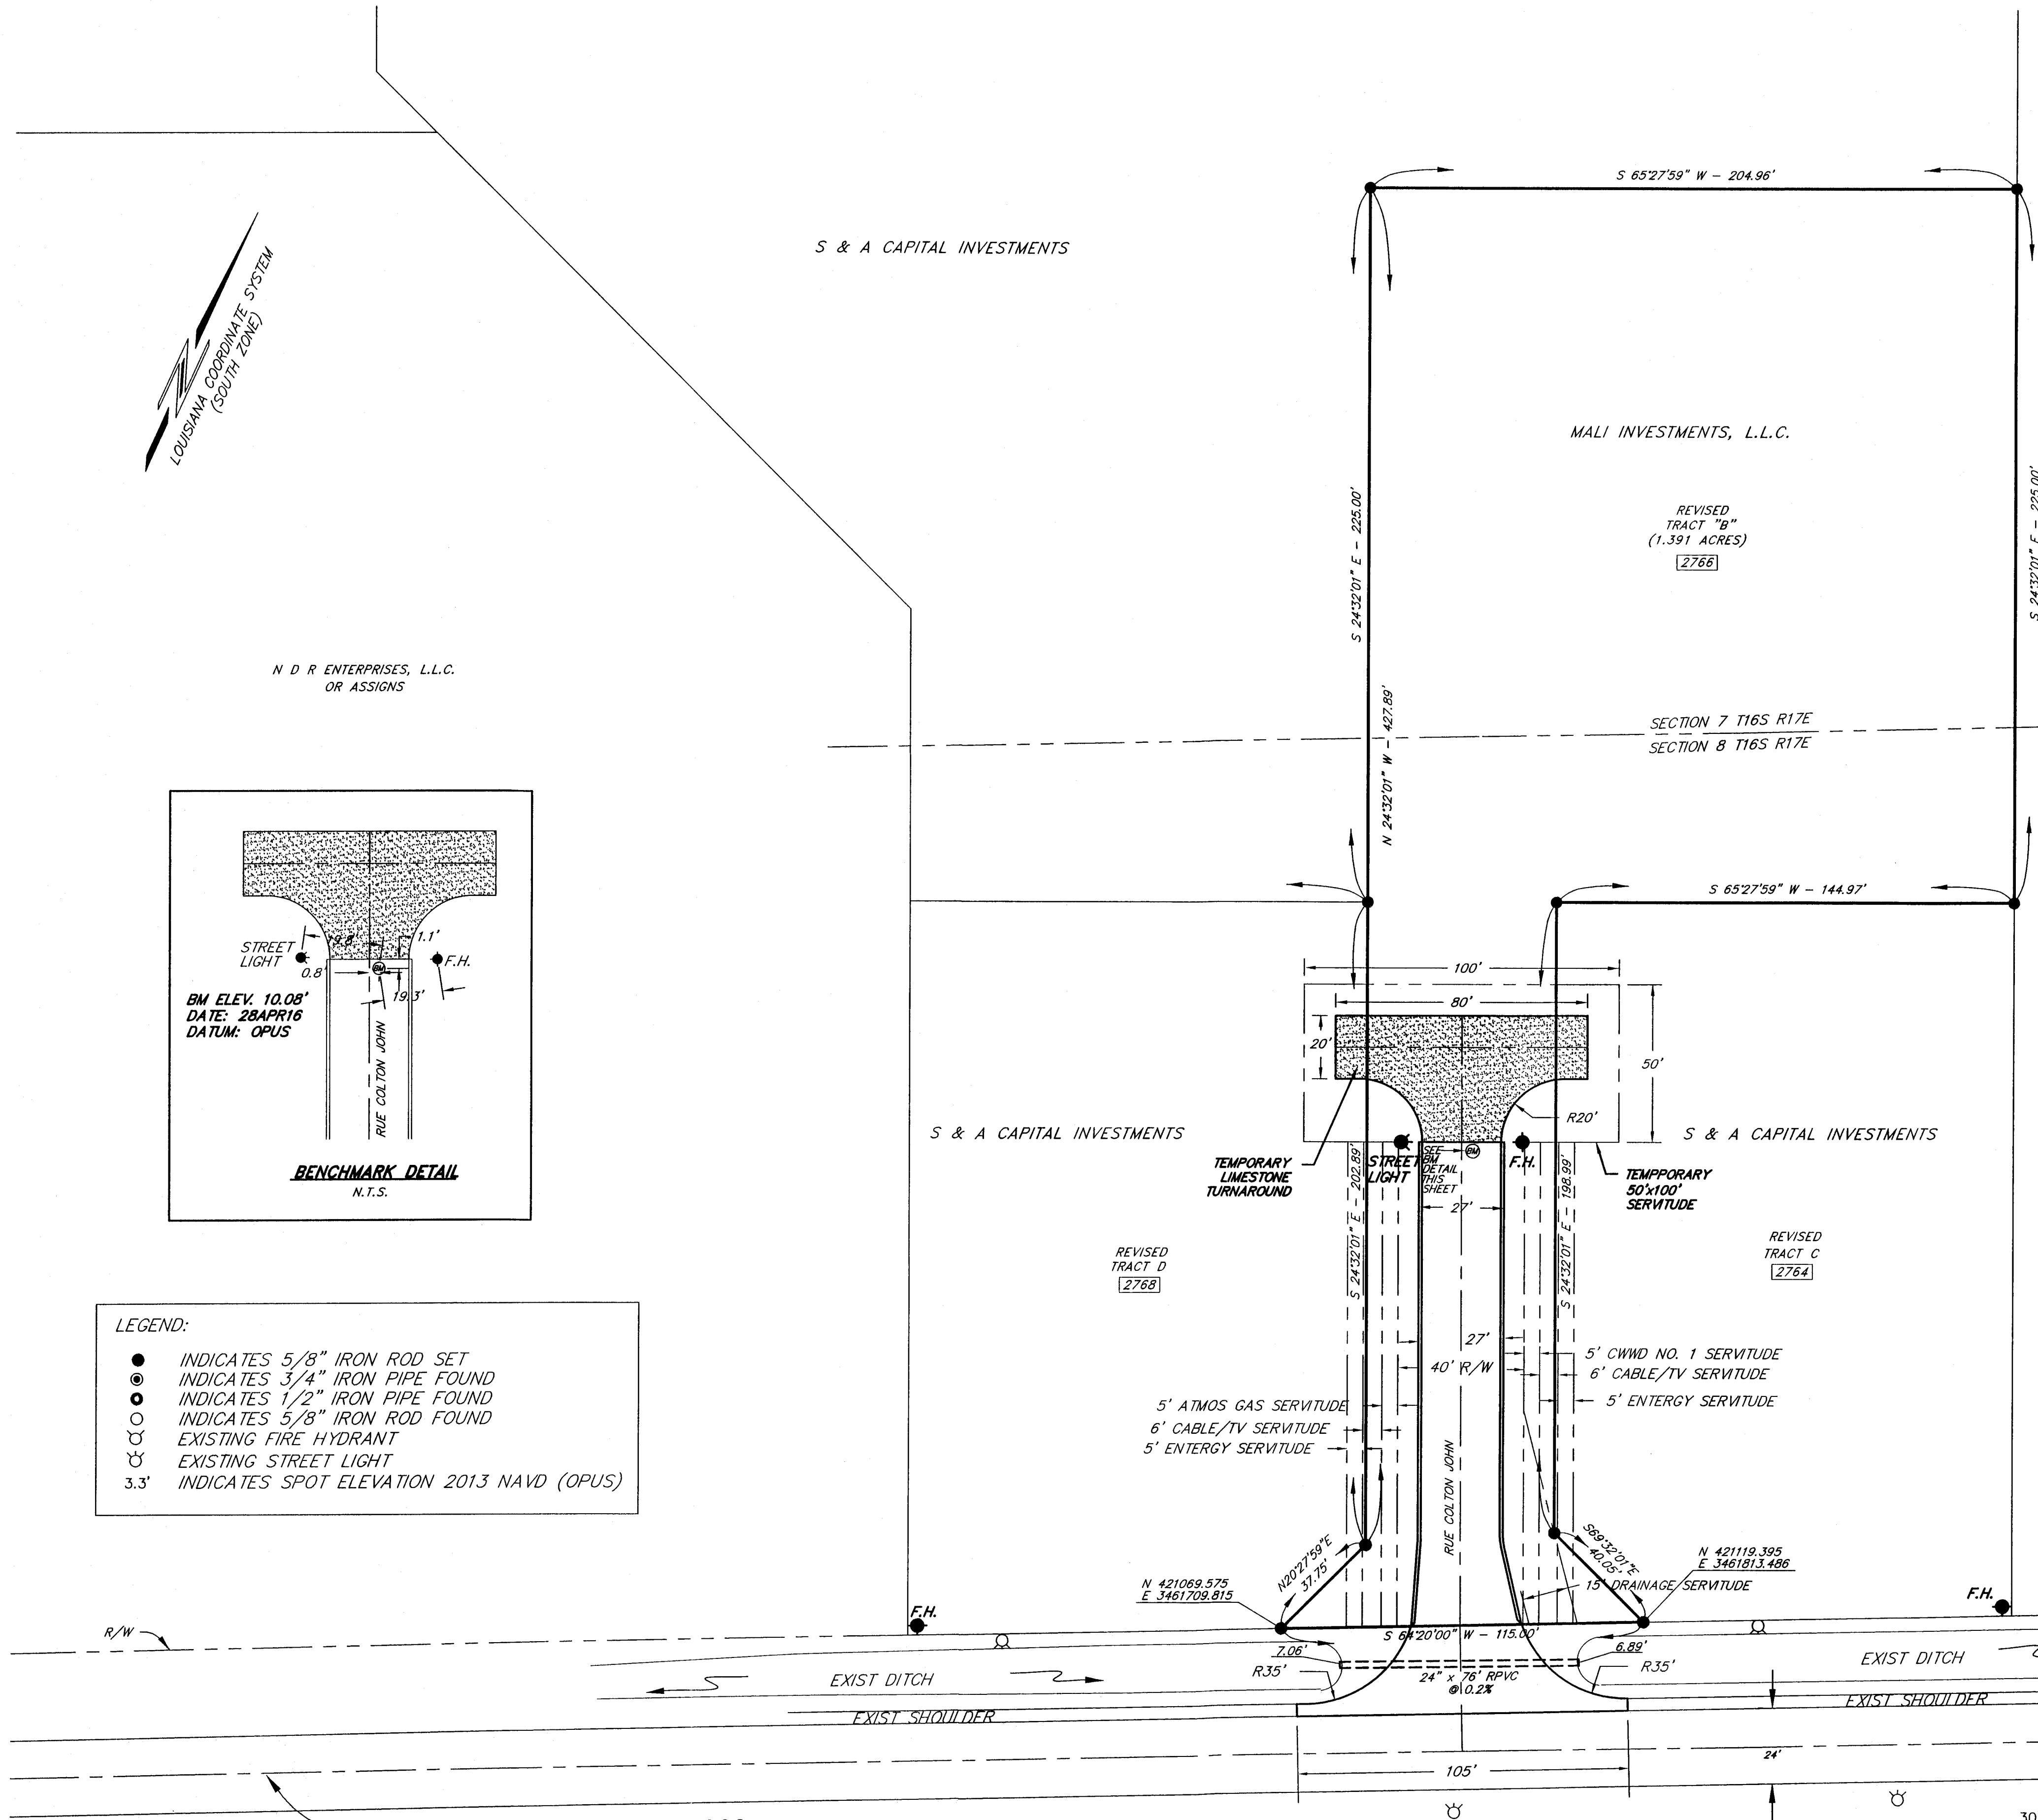 S 65°27'59" W – 204.96'
S & A CAPITAL INVESTMENTS
LOUISIANA COORDINATE SYSTEM
(SOUTH ZONE)
MALI INVESTMENTS, L.L.C.
REVISED
TRACT "B"
(1.391 ACRES)
2766
S 24°32'01" E – 225.00'
S 24°32'01" E – 225.00'
N D R ENTERPRISES, L.L.C.
OR ASSIGNS
N 24°32'01" W – 427.89'
SECTION 7 T16S R17E
SECTION 8 T16S R17E
S 65°27'59" W – 144.97'
STREET
LIGHT
19.8'
1.1'
0.8'
BM
F.H.
19.3'
BM ELEV. 10.08'
DATE: 28APR16
DATUM: OPUS
RUE COLTON JOHN
BENCHMARK DETAIL
N.T.S.
100'
80'
20'
50'
R20'
S & A CAPITAL INVESTMENTS
S & A CAPITAL INVESTMENTS
TEMPORARY
LIMESTONE
TURNAROUND
STREET
LIGHT
SEE
BM
DETAIL
THIS
SHEET
BM
F.H.
TEMPPORARY
50'x100'
SERVITUDE
27'
S 24°32'01" E – 202.89'
S 24°32'01" E – 198.99'
REVISED
TRACT D
2768
REVISED
TRACT C
2764
27'
40' R/W
5' CWWD NO. 1 SERVITUDE
6' CABLE/TV SERVITUDE
5' ENTERGY SERVITUDE
5' ATMOS GAS SERVITUDE
6' CABLE/TV SERVITUDE
5' ENTERGY SERVITUDE
RUE COLTON JOHN
LEGEND:
INDICATES 5/8" IRON ROD SET
INDICATES 3/4" IRON PIPE FOUND
INDICATES 1/2" IRON PIPE FOUND
INDICATES 5/8" IRON ROD FOUND
EXISTING FIRE HYDRANT
EXISTING STREET LIGHT
3.3' INDICATES SPOT ELEVATION 2013 NAVD (OPUS)
N20°27'59"E
37.75'
S69°32'01"E
40.05'
N 421069.575
E 3461709.815
N 421119.395
E 3461813.486
15' DRAINAGE SERVITUDE
F.H.
F.H.
R/W
S 64°20'00" W – 115.00'
7.06'
6.89'
R35'
24" x 76' RPVC
@ 0.2%
R35'
EXIST DITCH
EXIST DITCH
EXIST SHOULDER
EXIST SHOULDER
24'
105'